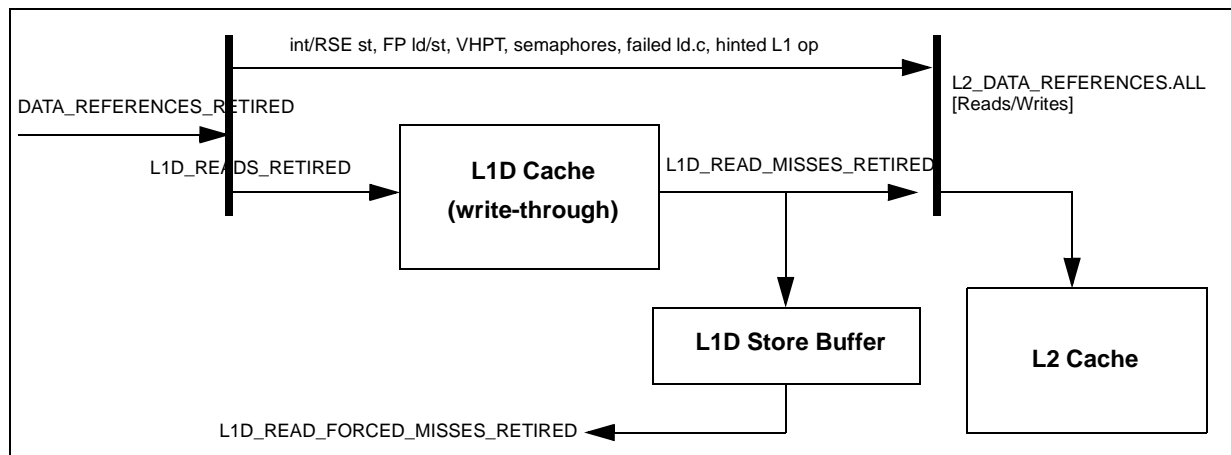 int/RSE st, FP ld/st, VHPT, semaphores, failed ld.c, hinted L1 op
L2_DATA_REFERENCES.ALL
[Reads/Writes]
DATA_REFERENCES_RETIRED
L1D_READS_RETIRED
L1D Cache
(write-through)
L1D_READ_MISSES_RETIRED
L1D Store Buffer
L2 Cache
L1D_READ_FORCED_MISSES_RETIRED